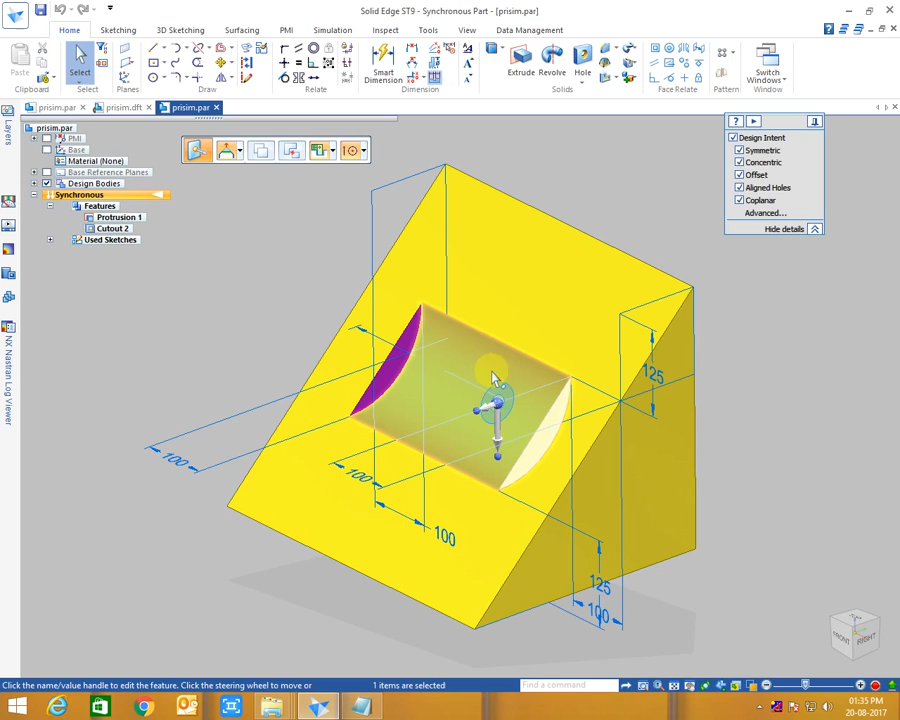 Solid Edge ST9 - Synchronous Part - [prisim.par]
Home Sketching 3D Sketching Surfacing PMI Simulation Inspect Tools View Data Management
Paste
Select
Smart
Dimension
Extrude Revolve Hole
Switch
Windows
Clipboard Select Planes Draw Relate Dimension Solids Face Relate Pattern Window
prisim.par prisim.dft prisim.par
Layers
NX Nastran Log Viewer
prisim.par
PMI
Base
Material (None)
Base Reference Planes
Design Bodies
Synchronous
Features
Protrusion 1
Cutout 2
Used Sketches
Design Intent
Symmetric
Concentric
Offset
Aligned Holes
Coplanar
Advanced...
Hide details
125
100
100
100
125
100
FRONT
RIGHT
Click the name/value handle to edit the feature. Click the steering wheel to move or
1 items are selected
Find a command
01:35 PM
20-08-2017